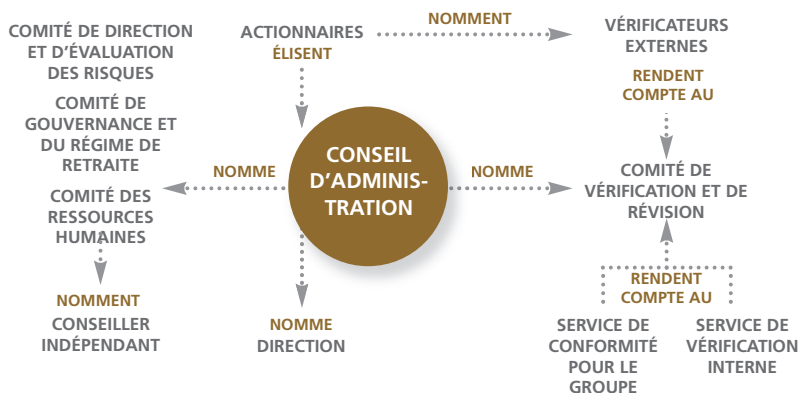 COMITÉ DE DIRECTION
ET D'ÉVALUATION
DES RISQUES
COMITÉ DE
GOUVERNANCE ET
DU RÉGIME DE
RETRAITE
COMITÉ DES
RESSOURCES
HUMAINES
NOMMENT
CONSEILLER
INDÉPENDANT
ACTIONNAIRES
ÉLISENT
NOMMENT
NOMME
CONSEIL
D'ADMINIS-
TRATION
NOMME
NOMME
DIRECTION
VÉRIFICATEURS
EXTERNES
RENDENT
COMPTE AU
COMITÉ DE
VÉRIFICATION ET DE
RÉVISION
RENDENT
COMPTE AU
SERVICE DE
CONFORMITÉ
POUR LE
GROUPE
SERVICE DE
VÉRIFICATION
INTERNE